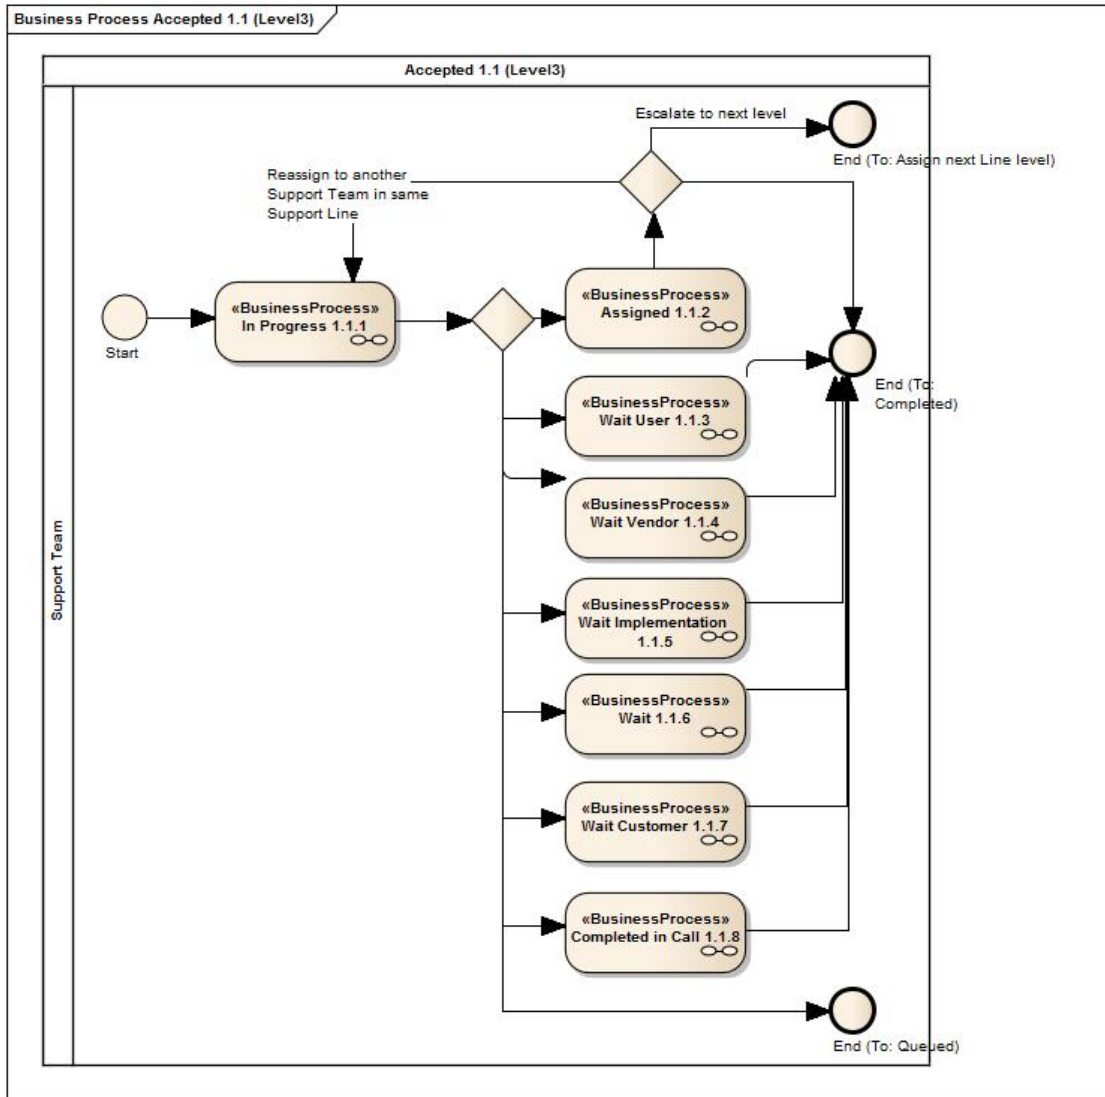 Business Process Accepted 1.1 (Level3)
Accepted 1.1 (Level3)
Support Team
Escalate to next level
End (To: Assign next Line level)
Reassign to another
Support Team in same
Support Line
Start
«BusinessProcess»
In Progress 1.1.1
«BusinessProcess»
Assigned 1.1.2
End (To:
Completed)
«BusinessProcess»
Wait User 1.1.3
«BusinessProcess»
Wait Vendor 1.1.4
«BusinessProcess»
Wait Implementation
1.1.5
«BusinessProcess»
Wait 1.1.6
«BusinessProcess»
Wait Customer 1.1.7
«BusinessProcess»
Completed in Call 1.1.8
End (To: Queued)